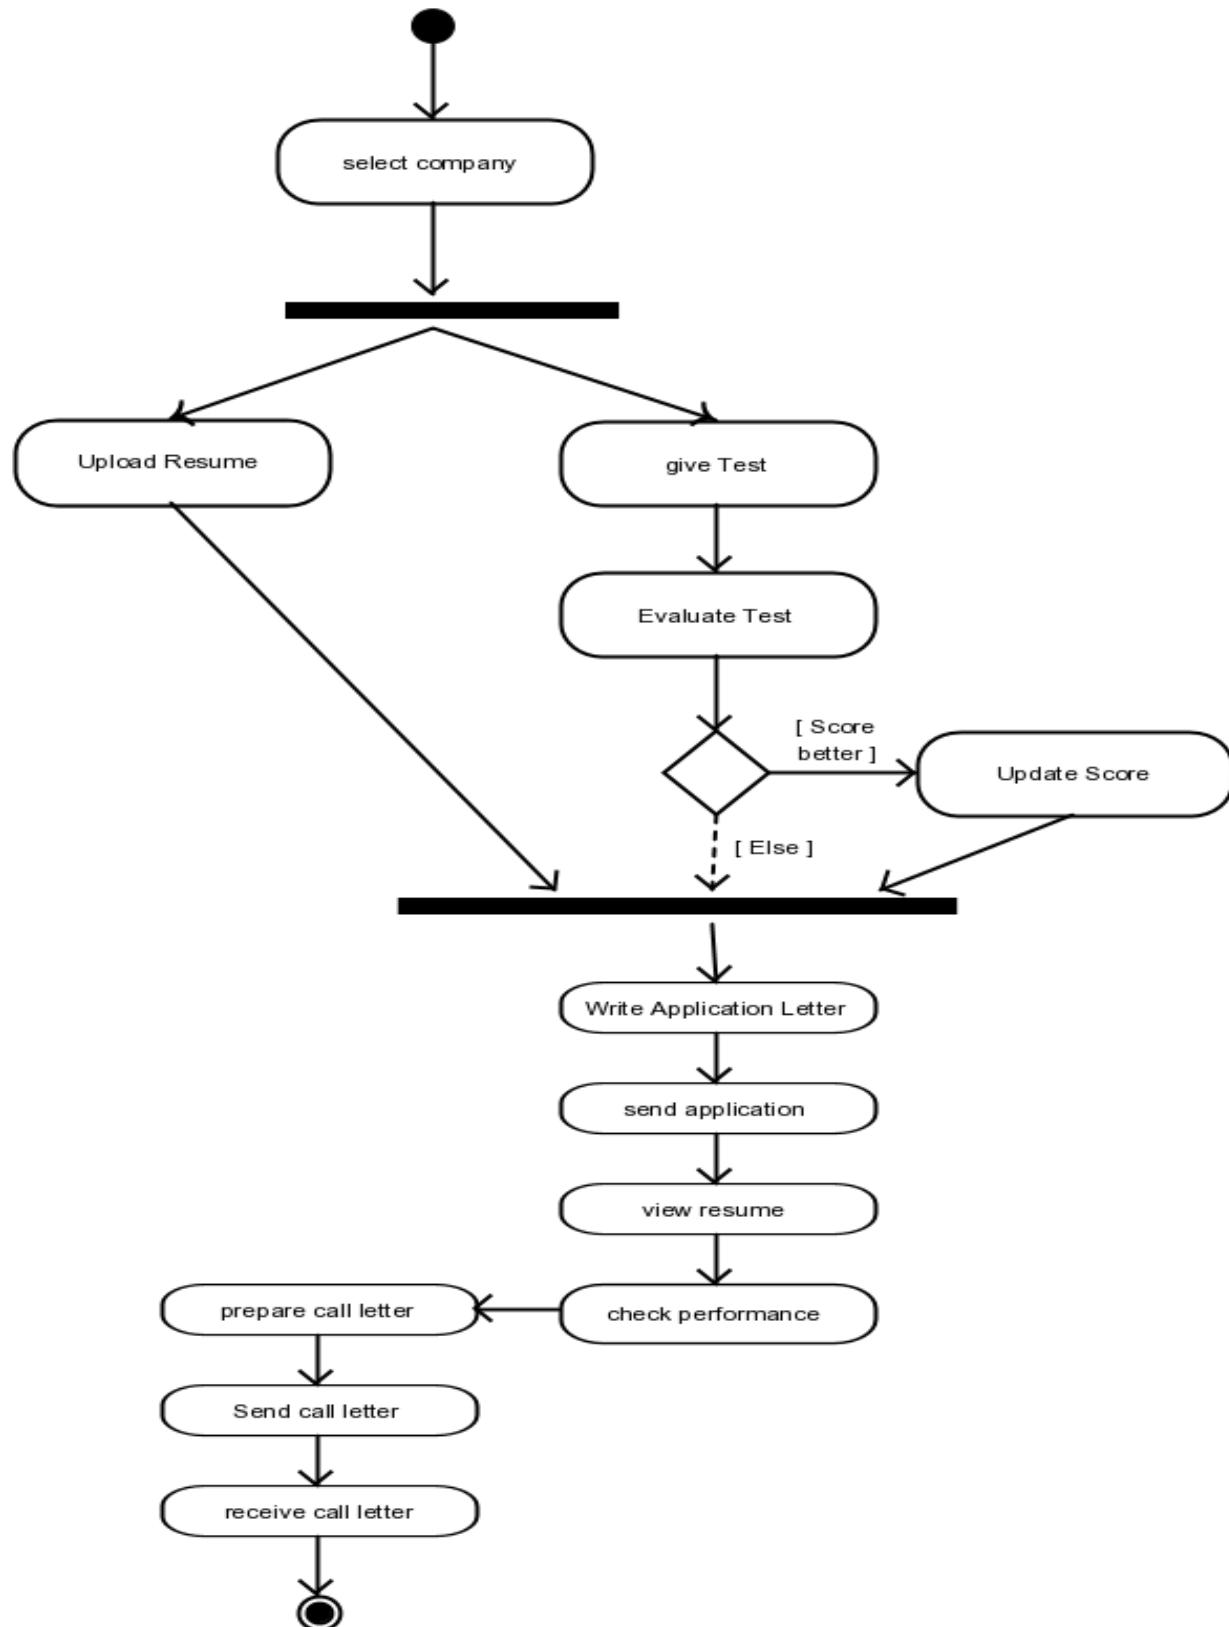 select company
Upload Resume
give Test
Evaluate Test
[ Score
better ]
Update Score
[ Else ]
Write Application Letter
send application
view resume
prepare call letter
check performance
Send call letter
receive call letter